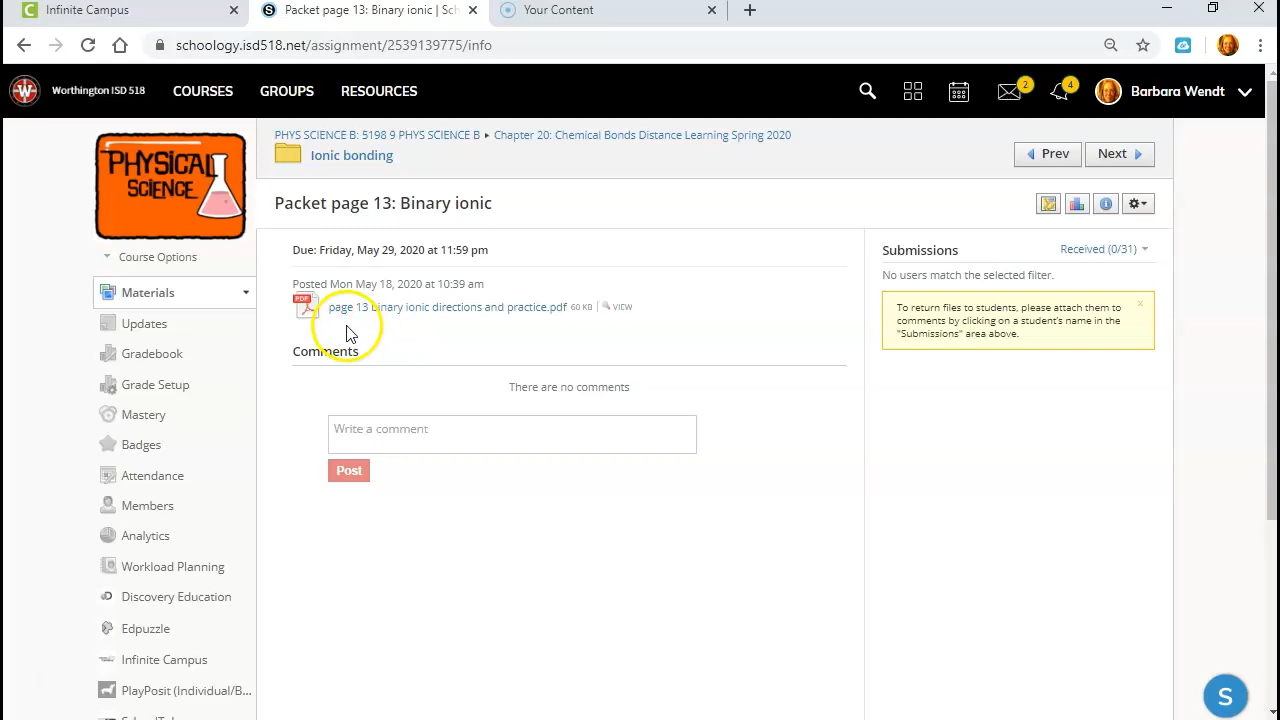 Infinite Campus
Packet page 13: Binary ionic | Sch
Your Content
schoology.isd518.net/assignment/2539139775/info
W Worthington ISD 518 COURSES GROUPS RESOURCES 2 4 Barbara Wendt
PHYSICAL SCIENCE
PHYS SCIENCE B: 5198 9 PHYS SCIENCE B ▸ Chapter 20: Chemical Bonds Distance Learning Spring 2020
Ionic bonding
Prev Next
Packet page 13: Binary ionic
Course Options
Materials
Updates
Gradebook
Grade Setup
Mastery
Badges
Attendance
Members
Analytics
Workload Planning
Discovery Education
Edpuzzle
Infinite Campus
PlayPosit (Individual/B...
Due: Friday, May 29, 2020 at 11:59 pm
Posted Mon May 18, 2020 at 10:39 am
PDF page 13 binary ionic directions and practice.pdf 60 KB VIEW
Comments
There are no comments
Write a comment
Post
Submissions Received (0/31)
No users match the selected filter.
To return files to students, please attach them to
comments by clicking on a student's name in the
"Submissions" area above.
S